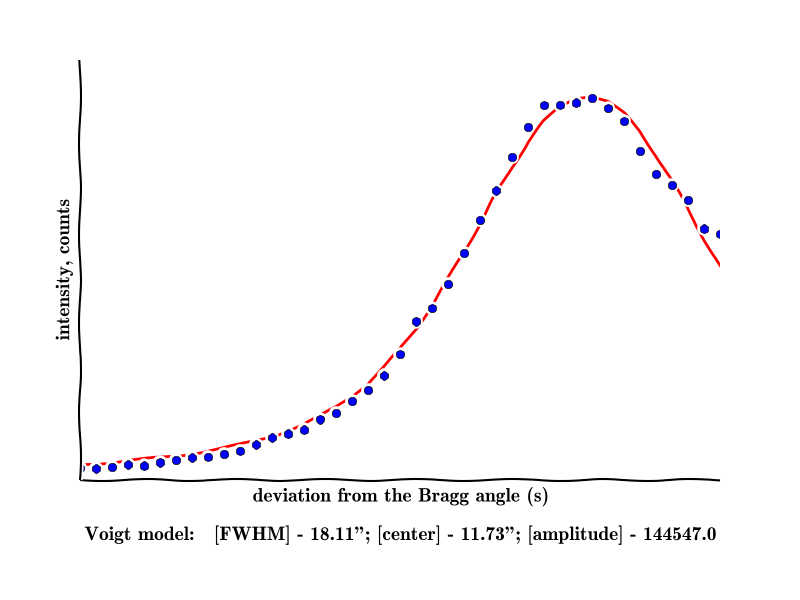 intensity, counts
deviation from the Bragg angle (s)
Voigt model: [FWHM] - 18.11”; [center] - 11.73”; [amplitude] - 144547.0